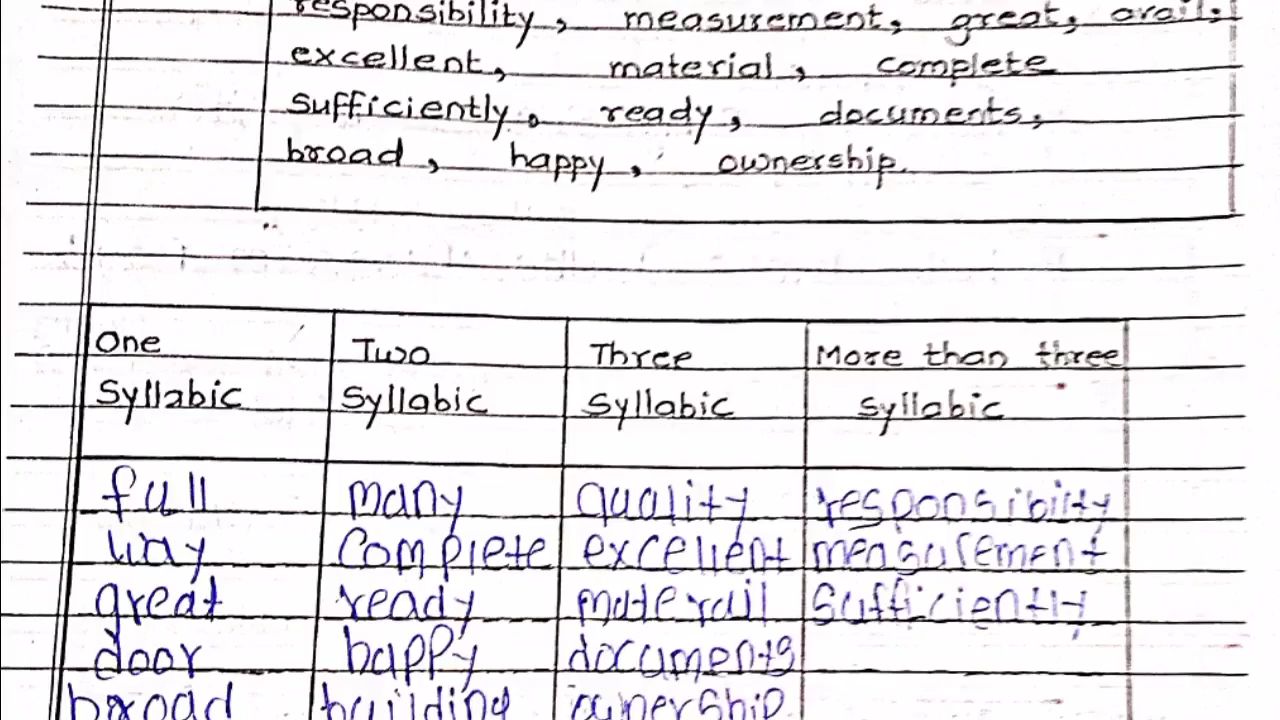 responsibility, measurement, great, avail,
excellent, material, complete
sufficiently, ready, documents,
broad, happy, ownership.
One Two Three More than three
Syllabic Syllabic Syllabic Syllabic
full many quality responsibility
way complete excellent measurement
great ready materail sufficiently
door happy documents
broad building ownership